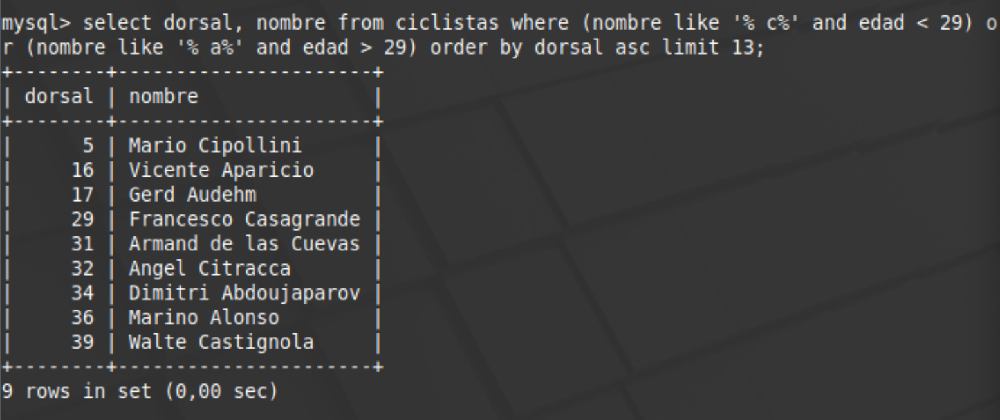 mysql> select dorsal, nombre from ciclistas where (nombre like '% c%' and edad < 29) o
r (nombre like '% a%' and edad > 29) order by dorsal asc limit 13;
+--------+----------------------+
| dorsal | nombre               |
+--------+----------------------+
|      5 | Mario Cipollini      |
|     16 | Vicente Aparicio     |
|     17 | Gerd Audehm          |
|     29 | Francesco Casagrande |
|     31 | Armand de las Cuevas |
|     32 | Angel Citracca       |
|     34 | Dimitri Abdoujaparov |
|     36 | Marino Alonso        |
|     39 | Walte Castignola     |
+--------+----------------------+
9 rows in set (0,00 sec)